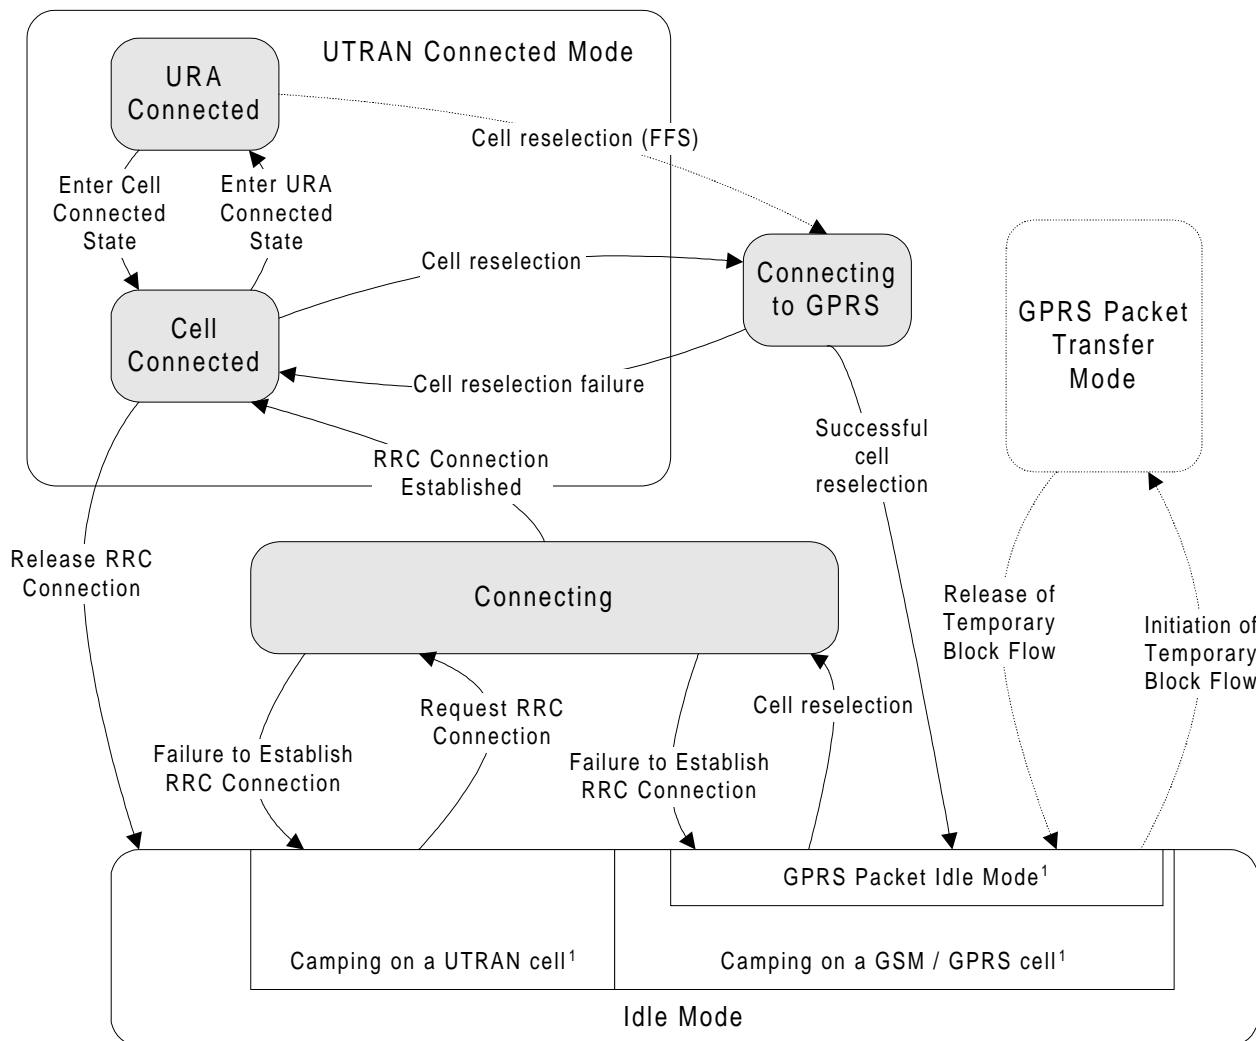 UTRAN Connected Mode
URA
Connected
Cell reselection (FFS)
Enter Cell
Connected
State
Enter URA
Connected
State
Cell reselection
Connecting
to GPRS
GPRS Packet
Transfer
Mode
Cell
Connected
Cell reselection failure
Successful
cell
reselection
RRC Connection
Established
Release RRC
Connection
Connecting
Release of
Temporary
Block Flow
Initiation of
Temporary
Block Flow
Request RRC
Connection
Cell reselection
Failure to Establish
RRC Connection
Failure to Establish
RRC Connection
GPRS Packet Idle Mode¹
Camping on a UTRAN cell¹
Camping on a GSM / GPRS cell¹
Idle Mode